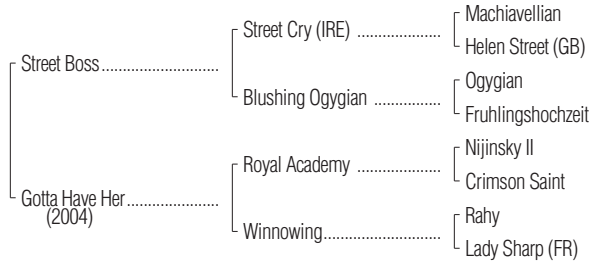 Machiavellian
Street Cry (IRE) ..................
Helen Street (GB)
Street Boss .........................
Ogygian
Blushing Ogygian ...............
Fruhlingshochzeit
Nijinsky II
Royal Academy ..................
Crimson Saint
Gotta Have Her ....................
(2004)
Rahy
Winnowing .........................
Lady Sharp (FR)